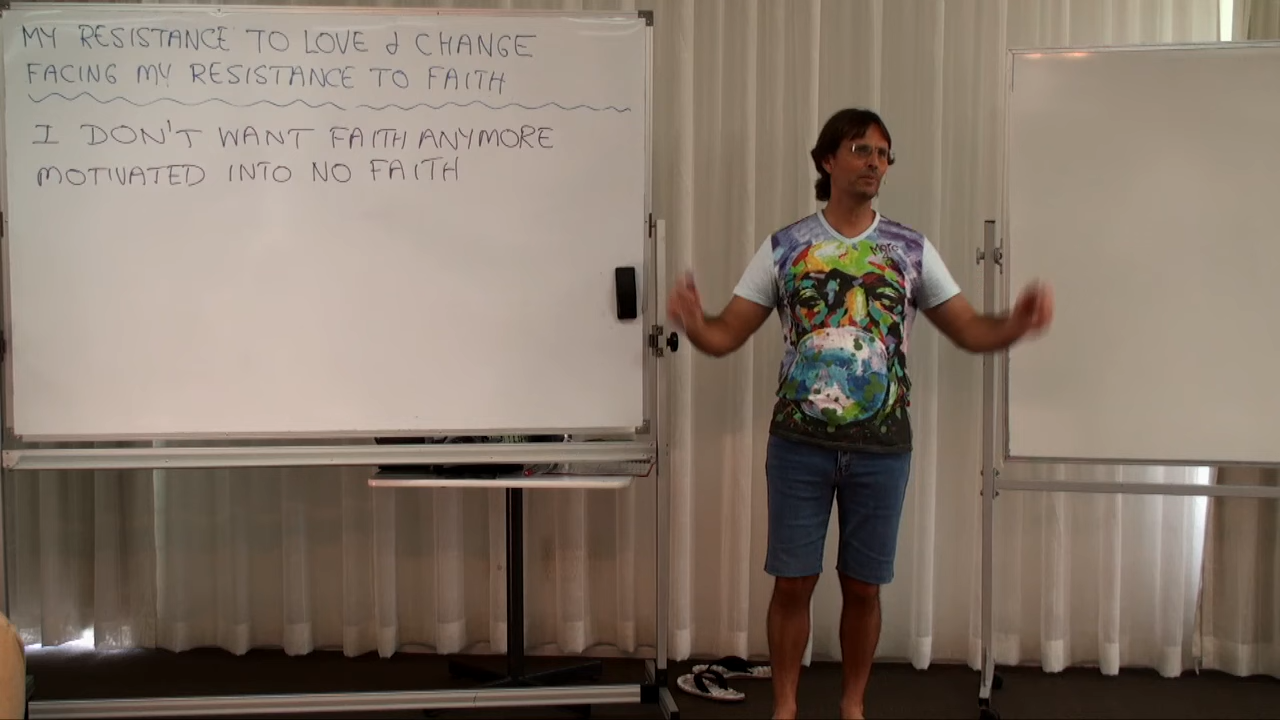 MY RESISTANCE TO LOVE & CHANGE
FACING MY RESISTANCE TO FAITH
I DON'T WANT FAITH ANYMORE
MOTIVATED INTO NO FAITH